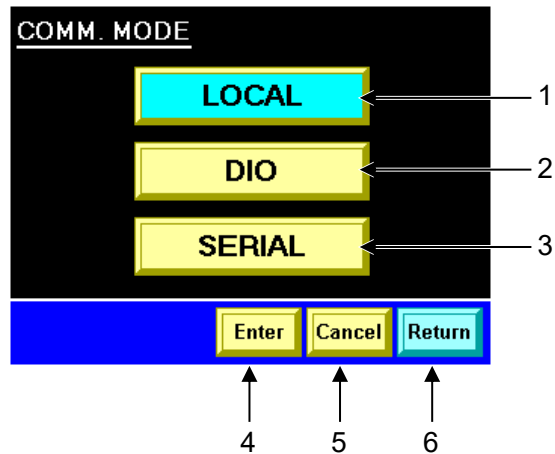 COMM. MODE
LOCAL
1
DIO
2
SERIAL
3
Enter Cancel Return
4 5 6